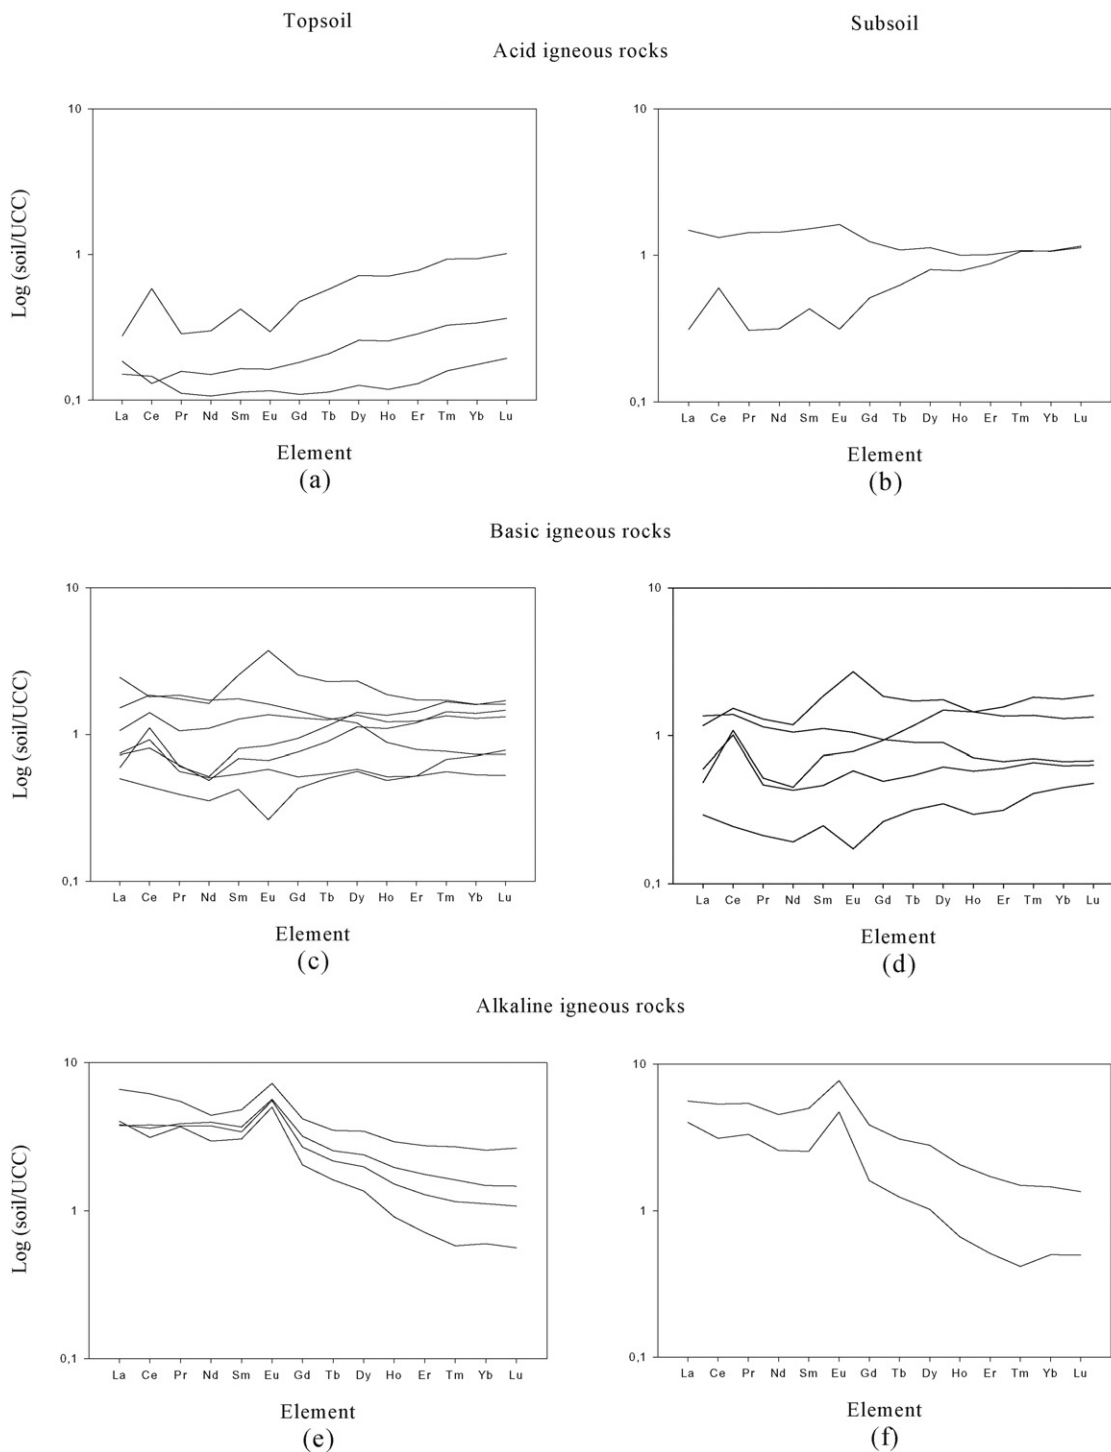 Topsoil
Subsoil
Acid igneous rocks
10
1
0,1
Log (soil/UCC)
La Ce Pr Nd Sm Eu Gd Tb Dy Ho Er Tm Yb Lu
Element
(a)
10
1
0,1
La Ce Pr Nd Sm Eu Gd Tb Dy Ho Er Tm Yb Lu
Element
(b)
Basic igneous rocks
10
1
0,1
Log (soil/UCC)
La Ce Pr Nd Sm Eu Gd Tb Dy Ho Er Tm Yb Lu
Element
(c)
10
1
0,1
La Ce Pr Nd Sm Eu Gd Tb Dy Ho Er Tm Yb Lu
Element
(d)
Alkaline igneous rocks
10
1
0,1
Log (soil/UCC)
La Ce Pr Nd Sm Eu Gd Tb Dy Ho Er Tm Yb Lu
Element
(e)
10
1
0,1
La Ce Pr Nd Sm Eu Gd Tb Dy Ho Er Tm Yb Lu
Element
(f)